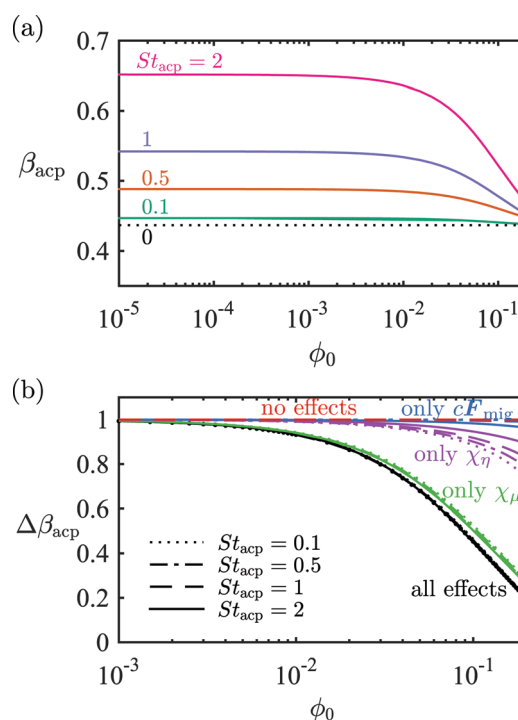 (a)
0.7
St_acp = 2
0.6
1
β_acp
0.5
0.5
0.1
0
0.4
10^-5 10^-4 10^-3 10^-2 10^-1
ϕ_0
(b)
no effects only cF_mig
1
0.8
only χ_η
only χ_μ
Δβ_acp
0.6
St_acp = 0.1
0.4
St_acp = 0.5
St_acp = 1
all effects
0.2
St_acp = 2
0
10^-3 10^-2 10^-1
ϕ_0